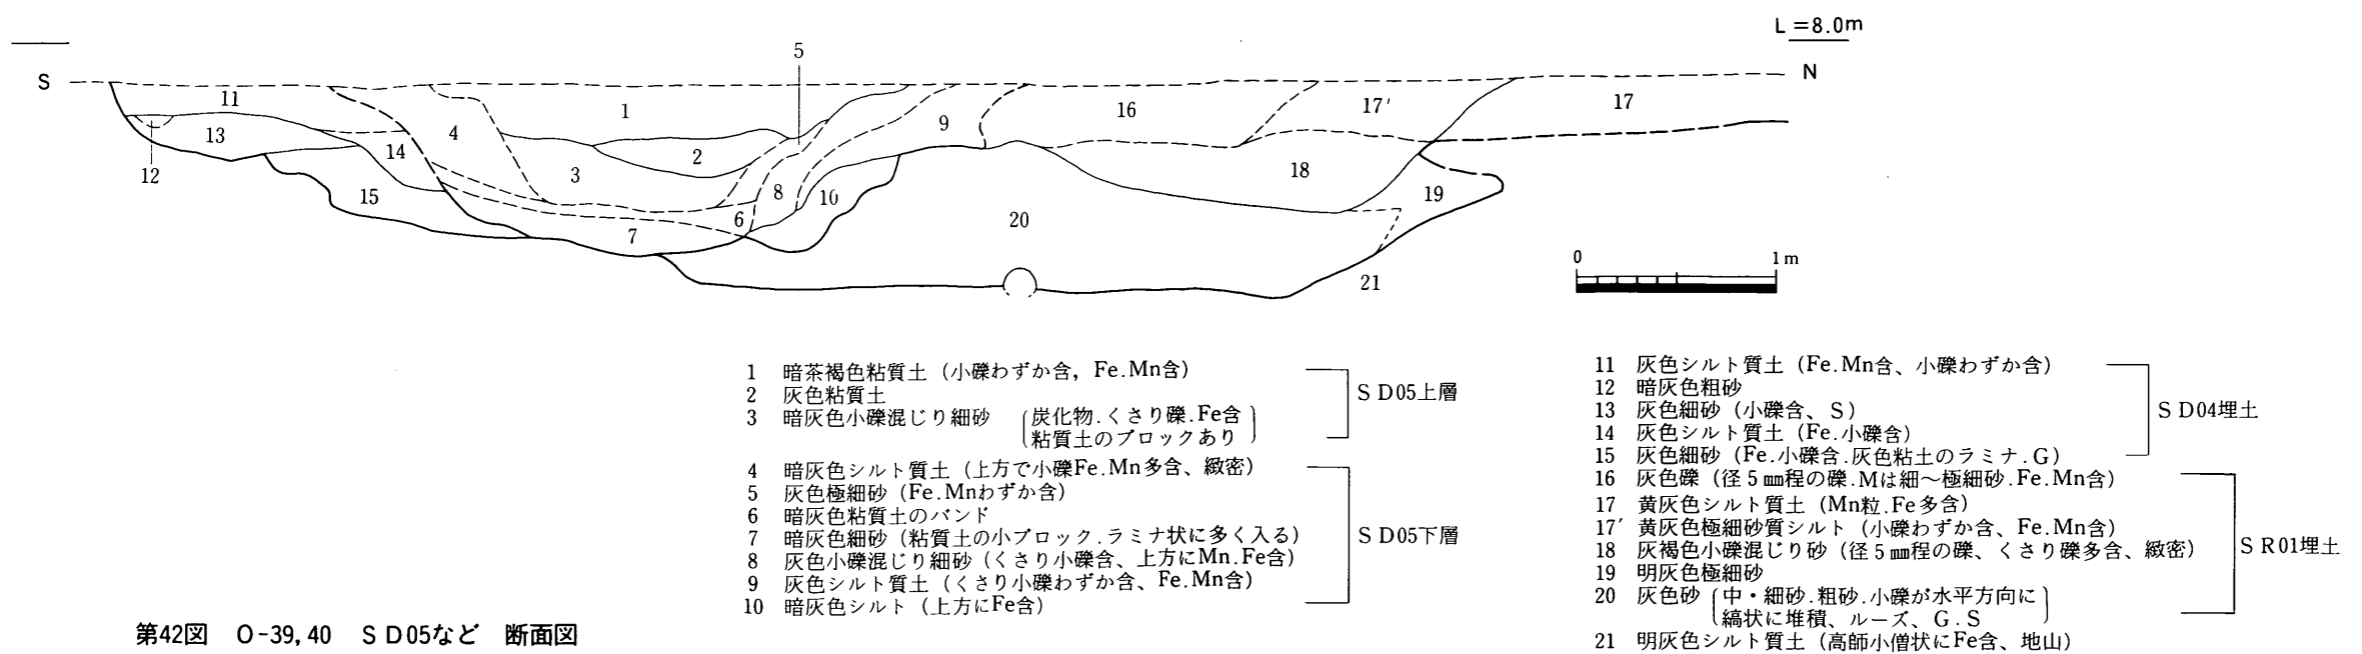 L=8.0m
S
N
5
11
1
16
17′
17
4
9
13
2
14
12
3
18
8
10
19
15
6
20
7
21
0 1m
1 暗茶褐色粘質土（小礫わずか含，Fe.Mn含）
2 灰色粘質土
3 暗灰色小礫混じり細砂 炭化物.くさり礫.Fe含
粘質土のブロックあり
SD05上層
4 暗灰色シルト質土（上方で小礫Fe.Mn多含、緻密）
5 灰色極細砂（Fe.Mnわずか含）
6 暗灰色粘質土のバンド
7 暗灰色細砂（粘質土の小ブロック.ラミナ状に多く入る）
8 灰色小礫混じり細砂（くさり小礫含、上方にMn.Fe含）
9 灰色シルト質土（くさり小礫わずか含、Fe.Mn含）
10 暗灰色シルト（上方にFe含）
SD05下層
11 灰色シルト質土（Fe.Mn含、小礫わずか含）
12 暗灰色粗砂
13 灰色細砂（小礫含、S）
14 灰色シルト質土（Fe.小礫含）
15 灰色細砂（Fe.小礫含.灰色粘土のラミナ.G）
SD04埋土
16 灰色礫（径5㎜程の礫.Mは細～極細砂.Fe.Mn含）
17 黄灰色シルト質土（Mn粒.Fe多含）
17′ 黄灰色極細砂質シルト（小礫わずか含、Fe.Mn含）
18 灰褐色小礫混じり砂（径5㎜程の礫、くさり礫多含、緻密）
19 明灰色極細砂
20 灰色砂 中・細砂.粗砂.小礫が水平方向に
縞状に堆積、ルーズ、G.S
SR01埋土
21 明灰色シルト質土（高師小僧状にFe含、地山）
第42図 O-39,40 SD05など 断面図